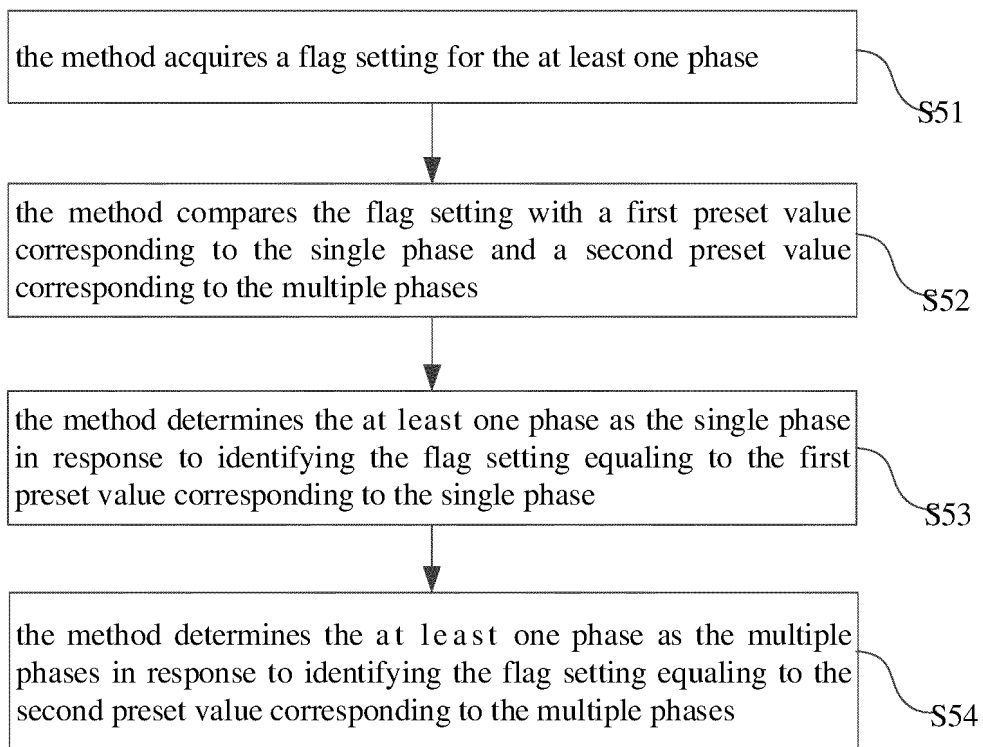 the method acquires a flag setting for the at least one phase
S51
the method compares the flag setting with a first preset value
corresponding to the single phase and a second preset value
corresponding to the multiple phases
S52
the method determines the at least one phase as the single phase
in response to identifying the flag setting equaling to the first
preset value corresponding to the single phase
S53
the method determines the at least one phase as the multiple
phases in response to identifying the flag setting equaling to the
second preset value corresponding to the multiple phases
S54